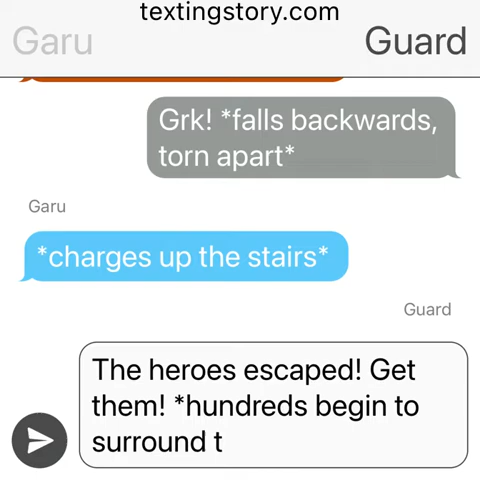 textingstory.com
Garu
Guard
Grk! *falls backwards,
torn apart*
Garu
*charges up the stairs*
Guard
The heroes escaped! Get
them! *hundreds begin to
surround t